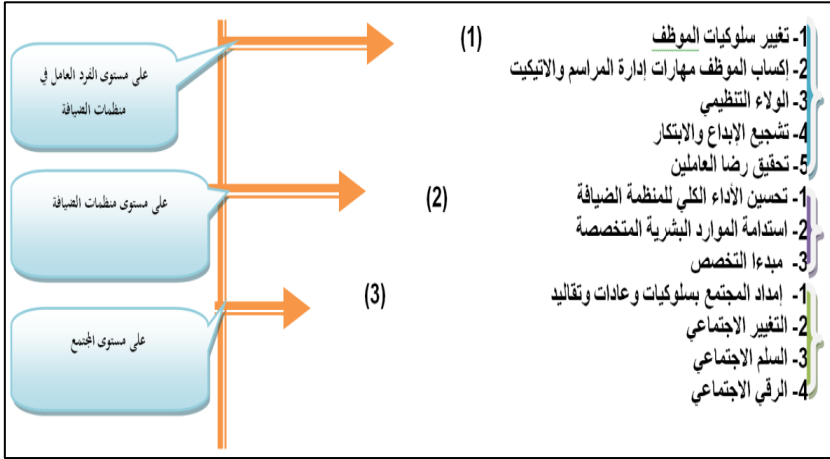 (1)
1- تغيير سلوكيات الموظف
2- إكساب الموظف مهارات إدارة المراسم والاتيكيت
3- الولاء التنظيمي
4- تشجيع الإبداع والابتكار
5- تحقيق رضا العاملين
على مستوى الفرد العامل في
منظمات الضيافة
(2)
1- تحسين الأداء الكلي للمنظمة الضيافة
2- استدامة الموارد البشرية المتخصصة
3- مبدءا التخصص
على مستوى منظمات الضيافة
(3)
1- إمداد المجتمع بسلوكيات وعادات وتقاليد
2- التغيير الاجتماعي
3- السلم الاجتماعي
4- الرقي الاجتماعي
على مستوى المجتمع